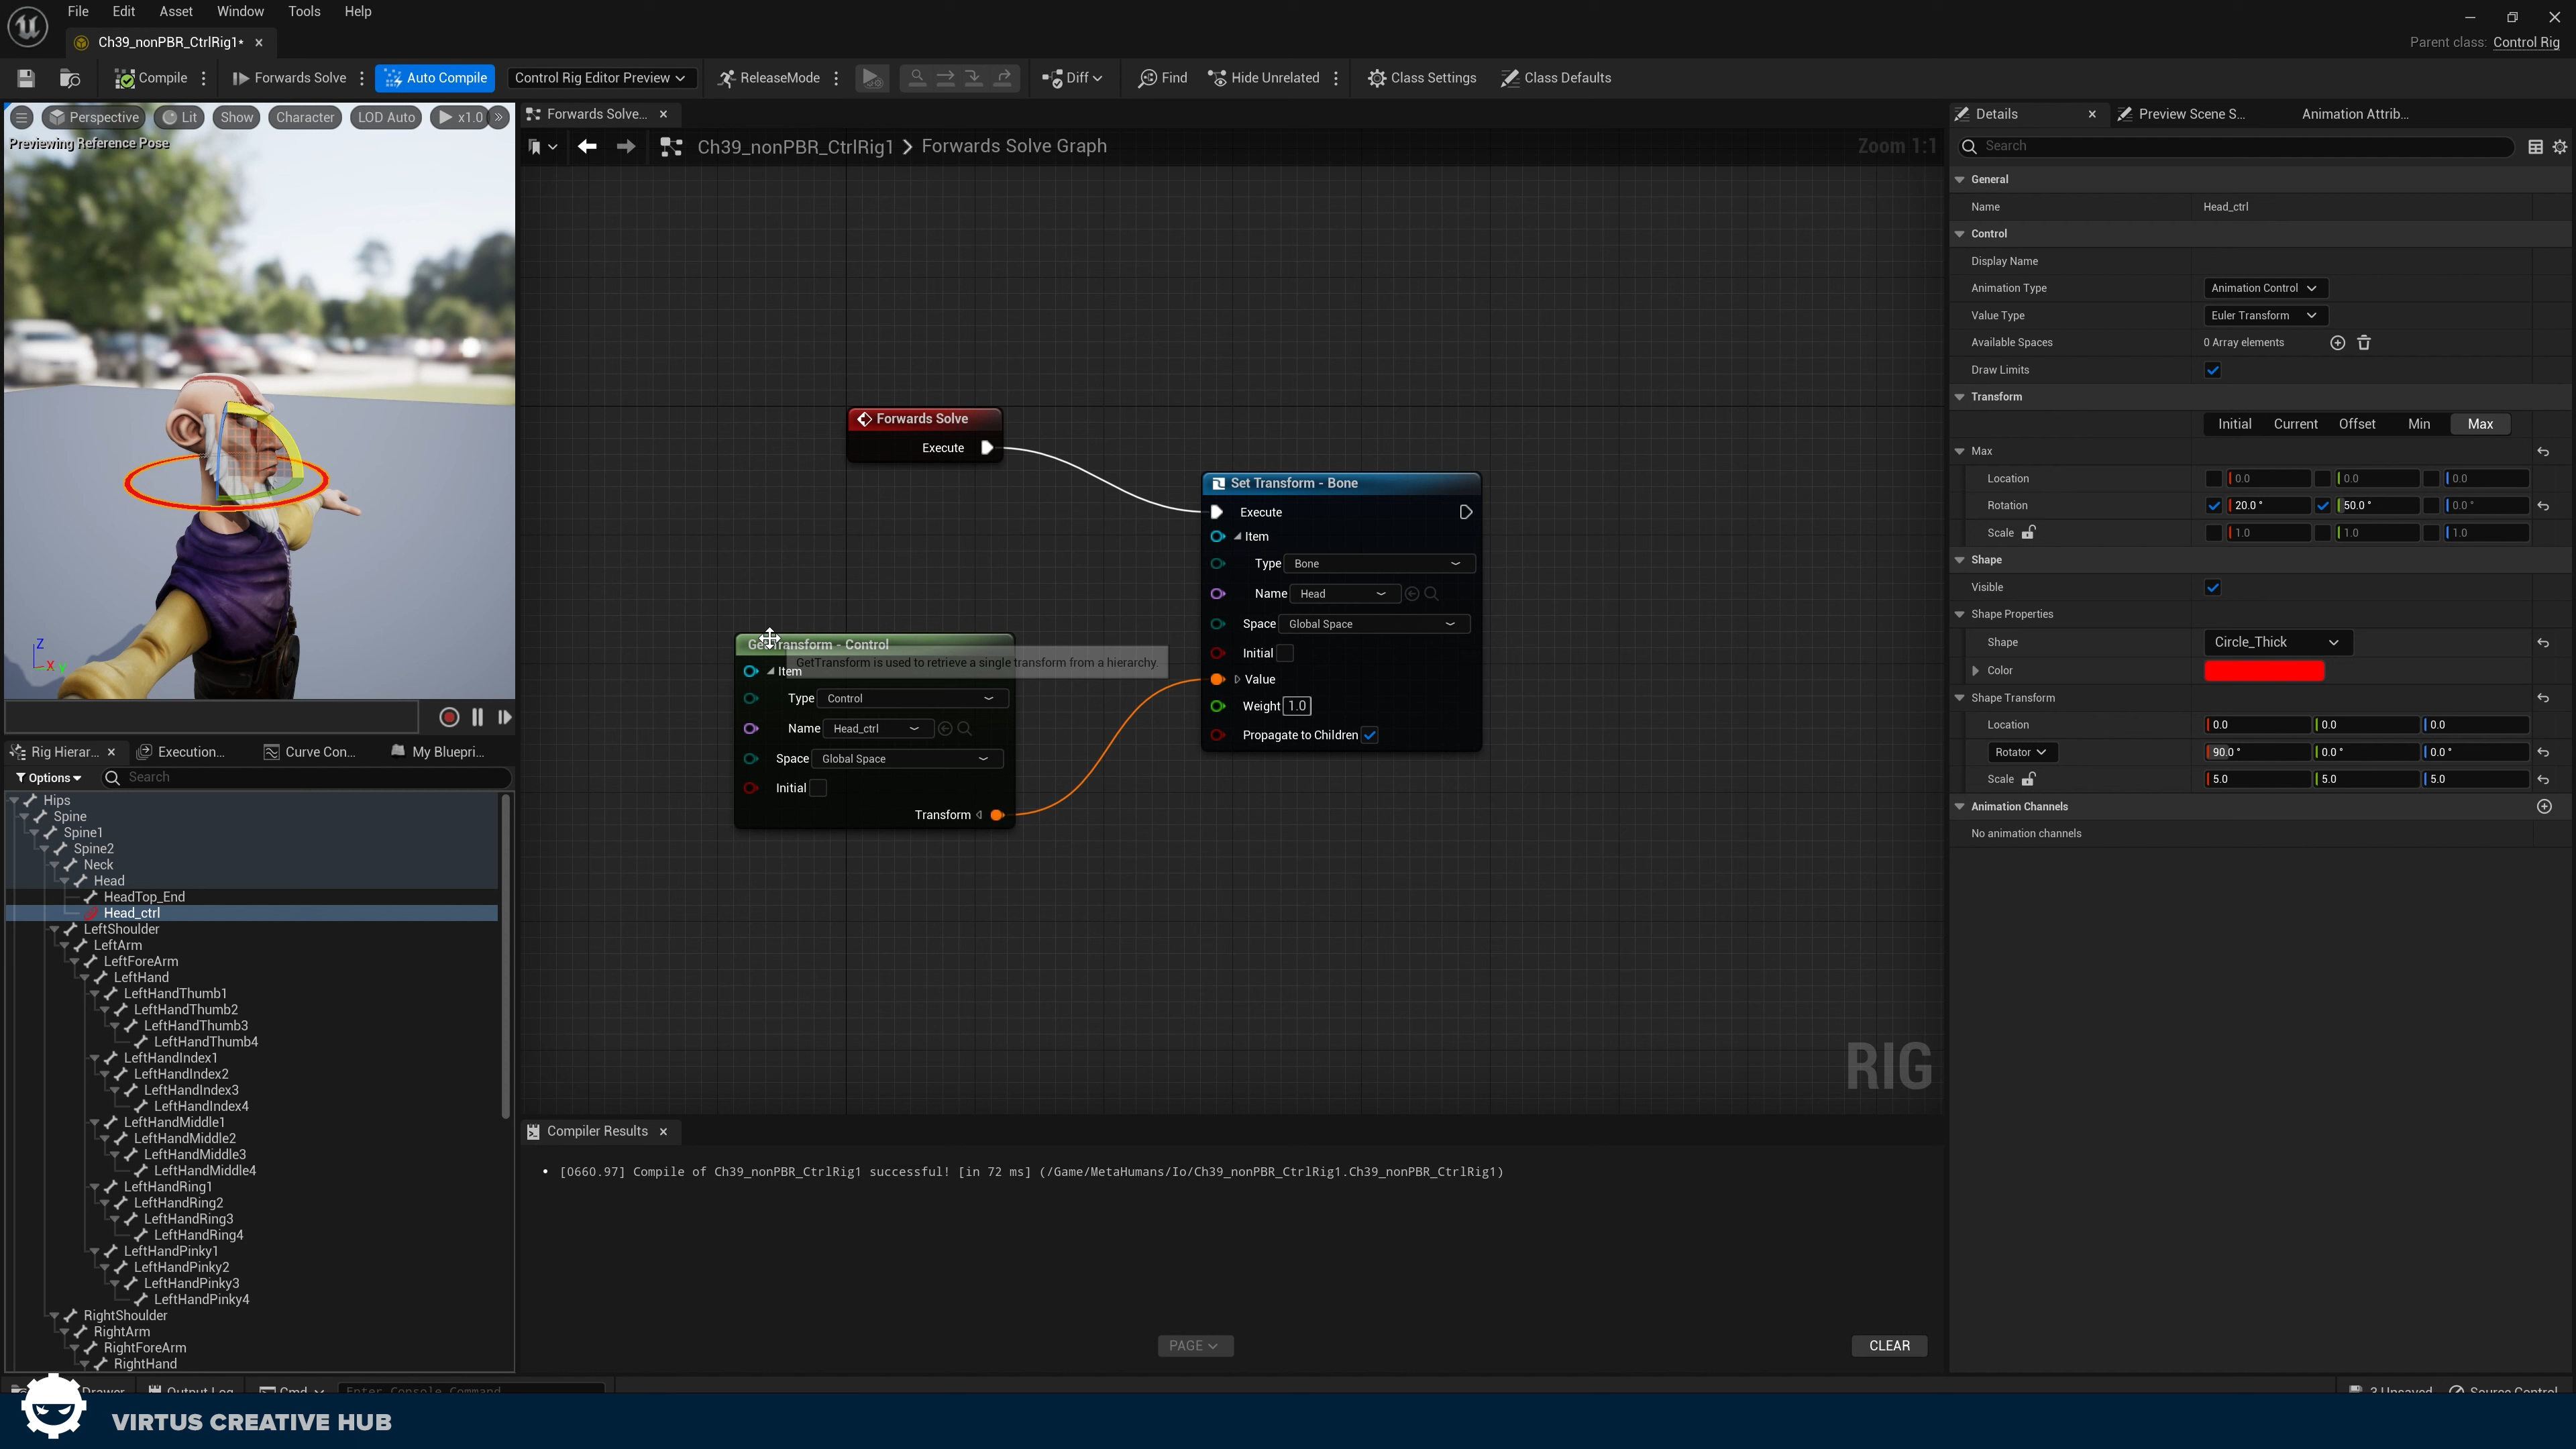 File Edit Asset Window Tools Help
Ch39_nonPBR_CtrlRig1*
Parent class: Control Rig
Compile Forwards Solve Auto Compile Control Rig Editor Preview ReleaseMode Diff Find Hide Unrelated Class Settings Class Defaults
Perspective Lit Show Character LOD Auto x1.0
Previewing Reference Pose
Z
X
Rig Hierar... Execution... Curve Con... My Bluepri...
Options Search
Hips
Spine
Spine1
Spine2
Neck
Head
HeadTop_End
Head_ctrl
LeftShoulder
LeftArm
LeftForeArm
LeftHand
LeftHandThumb1
LeftHandThumb2
LeftHandThumb3
LeftHandThumb4
LeftHandIndex1
LeftHandIndex2
LeftHandIndex3
LeftHandIndex4
LeftHandMiddle1
LeftHandMiddle2
LeftHandMiddle3
LeftHandMiddle4
LeftHandRing1
LeftHandRing2
LeftHandRing3
LeftHandRing4
LeftHandPinky1
LeftHandPinky2
LeftHandPinky3
LeftHandPinky4
RightShoulder
RightArm
RightForeArm
RightHand
Forwards Solve...
Ch39_nonPBR_CtrlRig1 > Forwards Solve Graph
Zoom 1:1
Forwards Solve
Execute
Set Transform - Bone
Execute
Item
Type Bone
Name Head
Space Global Space
Initial
Value
Weight 1.0
Propagate to Children
Transform - Control
GetTransform is used to retrieve a single transform from a hierarchy.
Item
Type Control
Name Head_ctrl
Space Global Space
Initial
Transform
RIG
Compiler Results
• [0660.97] Compile of Ch39_nonPBR_CtrlRig1 successful! [in 72 ms] (/Game/MetaHumans/Io/Ch39_nonPBR_CtrlRig1.Ch39_nonPBR_CtrlRig1)
PAGE
CLEAR
Details Preview Scene S... Animation Attrib...
Search
General
Name Head_ctrl
Control
Display Name
Animation Type Animation Control
Value Type Euler Transform
Available Spaces 0 Array elements
Draw Limits
Transform
Initial Current Offset Min Max
Max
Location 0.0 0.0 0.0
Rotation 20.0 ° 50.0 ° 0.0 °
Scale 1.0 1.0 1.0
Shape
Visible
Shape Properties
Shape Circle_Thick
Color
Shape Transform
Location 0.0 0.0 0.0
Rotator 90.0 ° 0.0 ° 0.0 °
Scale 5.0 5.0 5.0
Animation Channels
No animation channels
Drawer Output Log Cmd Enter Console Command
3 Unsaved Source Control
VIRTUS CREATIVE HUB